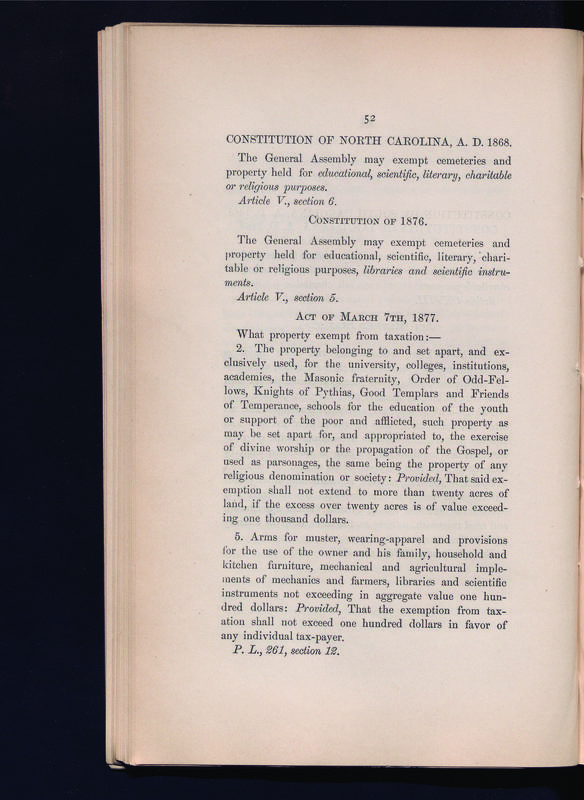 52
CONSTITUTION OF NORTH CAROLINA, A. D. 1868.
The General Assembly may exempt cemeteries and
property held for educational, scientific, literary, charitable
or religious purposes.
Article V., section 6.
CONSTITUTION OF 1876.
The General Assembly may exempt cemeteries and
property held for educational, scientific, literary, chari-
table or religious purposes, libraries and scientific instru-
ments.
Article V., section 5.
ACT OF MARCH 7TH, 1877.
What property exempt from taxation:—
2. The property belonging to and set apart, and ex-
clusively used, for the university, colleges, institutions,
academies, the Masonic fraternity, Order of Odd-Fel-
lows, Knights of Pythias, Good Templars and Friends
of Temperance, schools for the education of the youth
or support of the poor and afflicted, such property as
may be set apart for, and appropriated to, the exercise
of divine worship or the propagation of the Gospel, or
used as parsonages, the same being the property of any
religious denomination or society: Provided, That said ex-
emption shall not extend to more than twenty acres of
land, if the excess over twenty acres is of value exceed-
ing one thousand dollars.
5. Arms for muster, wearing-apparel and provisions
for the use of the owner and his family, household and
kitchen furniture, mechanical and agricultural imple-
ments of mechanics and farmers, libraries and scientific
instruments not exceeding in aggregate value one hun-
dred dollars: Provided, That the exemption from tax-
ation shall not exceed one hundred dollars in favor of
any individual tax-payer.
P. L., 261, section 12.